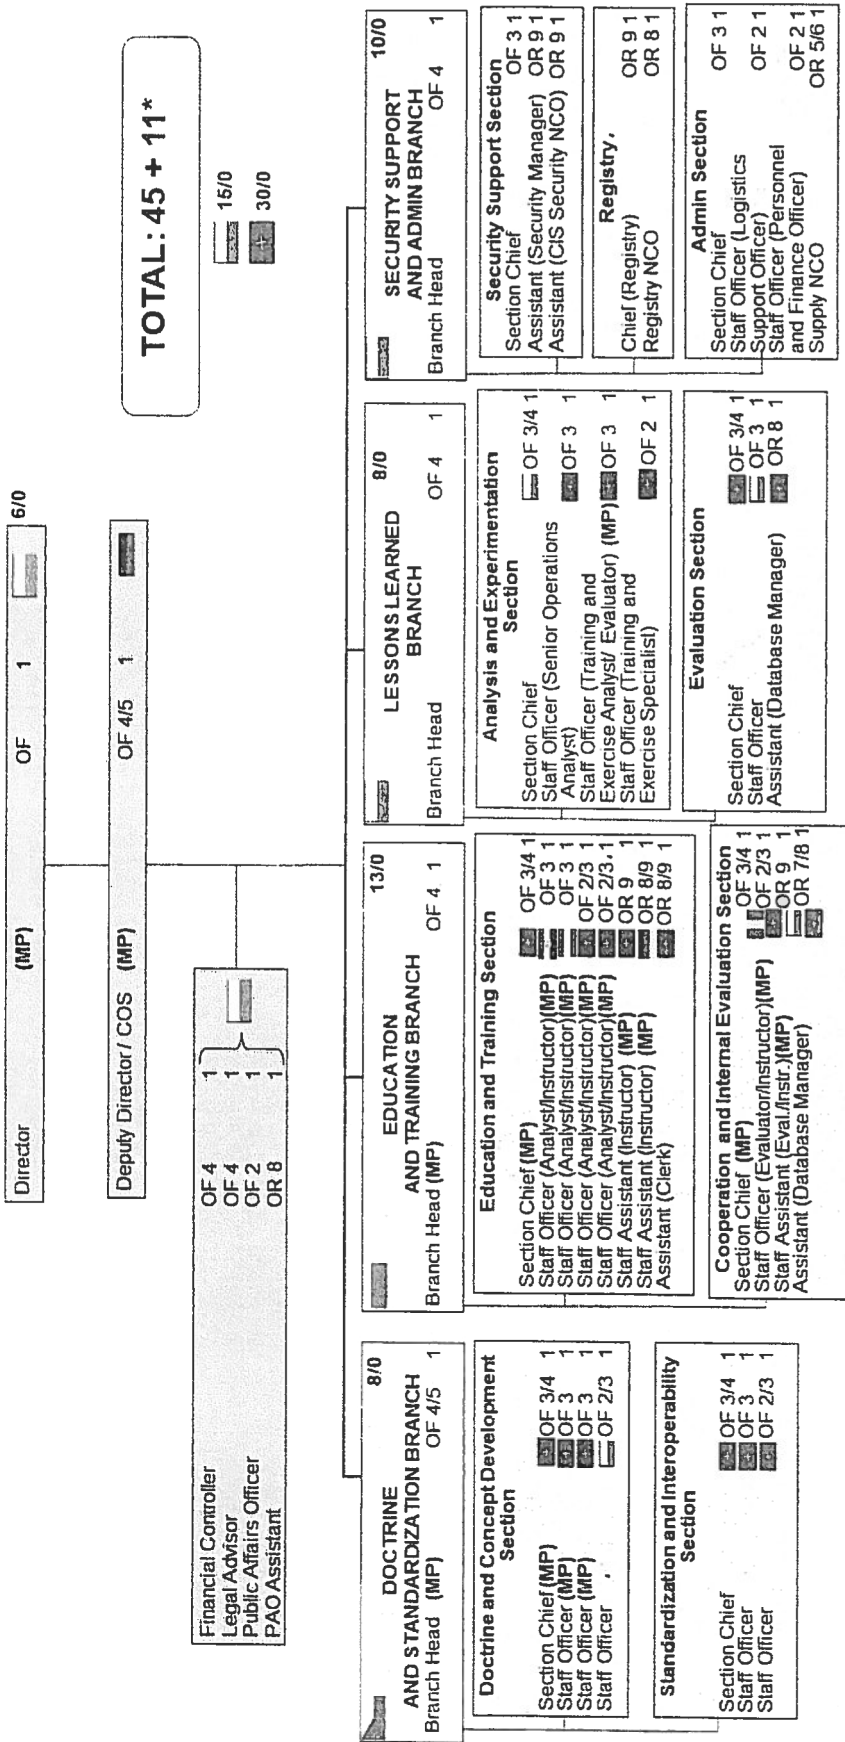 Director (MP) OF 1 6/0
Deputy Director / COS (MP) OF 4/5 1
TOTAL: 45 + 11*
15/0
30/0
Financial Controller OF 4 1
Legal Advisor OF 4 1
Public Affairs Officer OF 2 1
PAO Assistant OR 8 1
8/0
DOCTRINE
AND STANDARDIZATION BRANCH
Branch Head (MP) OF 4/5 1
Doctrine and Concept Development
Section
Section Chief (MP) OF 3/4 1
Staff Officer (MP) OF 3 1
Staff Officer (MP) OF 3 1
Staff Officer OF 2/3 1
Standardization and Interoperability
Section
Section Chief OF 3/4 1
Staff Officer OF 3 1
Staff Officer OF 2/3 1
13/0
EDUCATION
AND TRAINING BRANCH
Branch Head (MP) OF 4 1
Education and Training Section
Section Chief (MP) OF 3/4 1
Staff Officer (Analyst/Instructor)(MP) OF 3 1
Staff Officer (Analyst/Instructor)(MP) OF 3 1
Staff Officer (Analyst/Instructor)(MP) OF 2/3 1
Staff Officer (Analyst/Instructor)(MP) OF 2/3 1
Staff Assistant (Instructor) (MP) OR 9 1
Staff Assistant (Instructor) (MP) OR 8/9 1
Assistant (Clerk) OR 8/9 1
Cooperation and Internal Evaluation Section
Section Chief (MP) OF 3/4 1
Staff Officer (Evaluator/Instructor)(MP) OF 2/3 1
Staff Assistant (Eval./Instr.)(MP) OR 9 1
Assistant (Database Manager) OR 7/8 1
8/0
LESSONS LEARNED
BRANCH
Branch Head OF 4 1
Analysis and Experimentation
Section
Section Chief OF 3/4 1
Staff Officer (Senior Operations
Analyst) OF 3 1
Staff Officer (Training and
Exercise Analyst/ Evaluator) (MP) OF 3 1
Staff Officer (Training and
Exercise Specialist) OF 2 1
Evaluation Section
Section Chief OF 3/4 1
Staff Officer OF 3 1
Assistant (Database Manager) OR 8 1
10/0
SECURITY SUPPORT
AND ADMIN BRANCH
Branch Head OF 4 1
Security Support Section
Section Chief OF 3 1
Assistant (Security Manager) OR 9 1
Assistant (CIS Security NCO) OR 9 1
Registry
Chief (Registry) OR 9 1
Registry NCO OR 8 1
Admin Section
Section Chief OF 3 1
Staff Officer (Logistics
Support Officer) OF 2 1
Staff Officer (Personnel
and Finance Officer) OF 2 1
Supply NCO OR 5/6 1